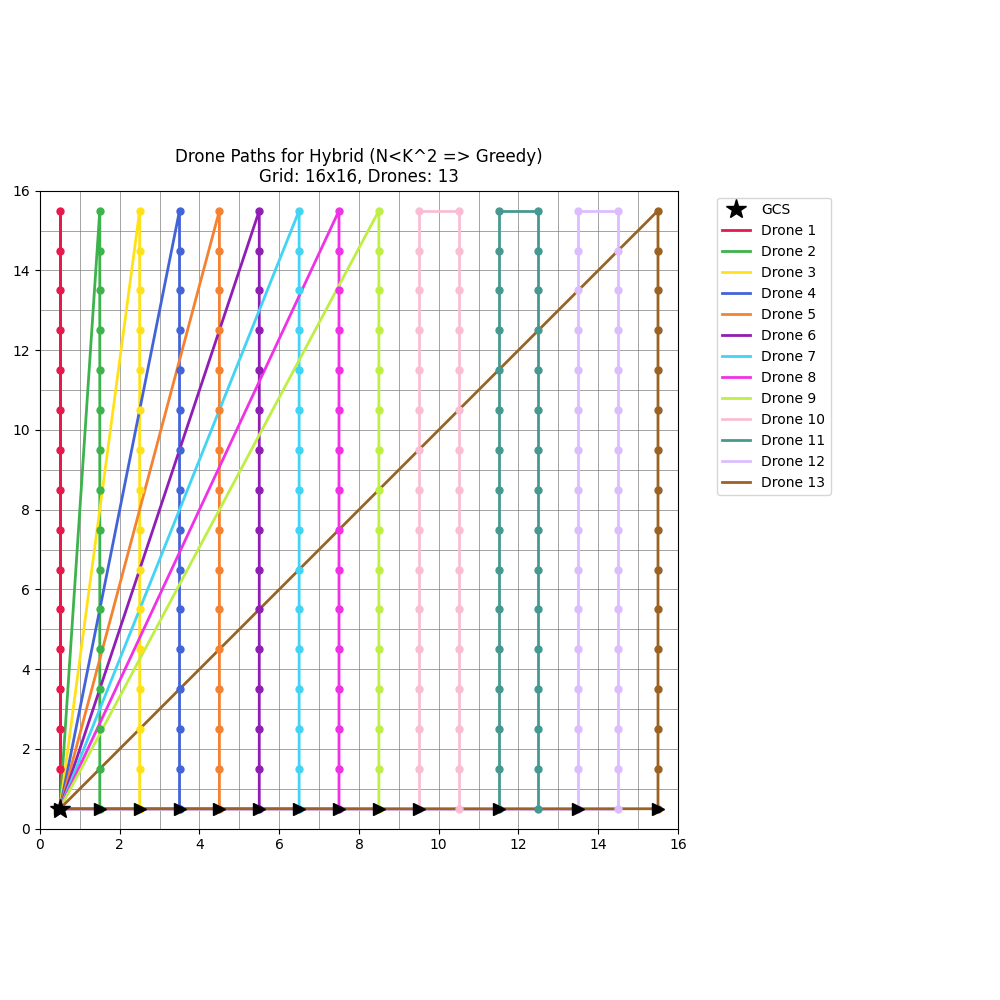 Drone Paths for Hybrid (N<K^2 => Greedy)
Grid: 16x16, Drones: 13
16
14
12
10
8
6
4
2
0
0 2 4 6 8 10 12 14 16
GCS
Drone 1
Drone 2
Drone 3
Drone 4
Drone 5
Drone 6
Drone 7
Drone 8
Drone 9
Drone 10
Drone 11
Drone 12
Drone 13